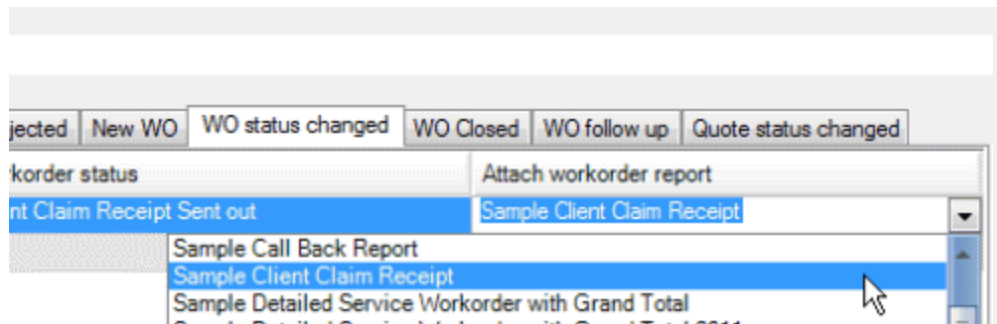 jected New WO WO status changed WO Closed WO follow up Quote status changed
korder status Attach workorder report
nt Claim Receipt Sent out Sample Client Claim Receipt
Sample Call Back Report
Sample Client Claim Receipt
Sample Detailed Service Workorder with Grand Total